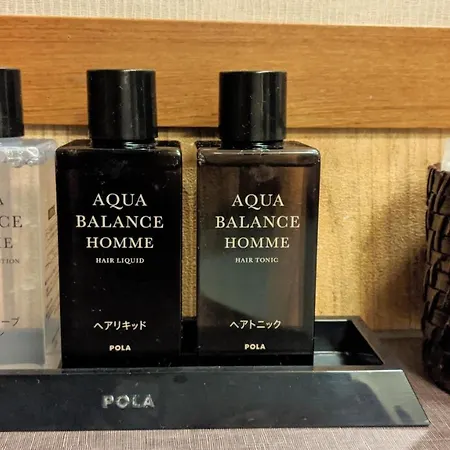 AQUA
BALANCE
HOMME
HAIR LIQUID
ヘアリキッド
POLA
AQUA
BALANCE
HOMME
HAIR TONIC
ヘアトニック
POLA
POLA